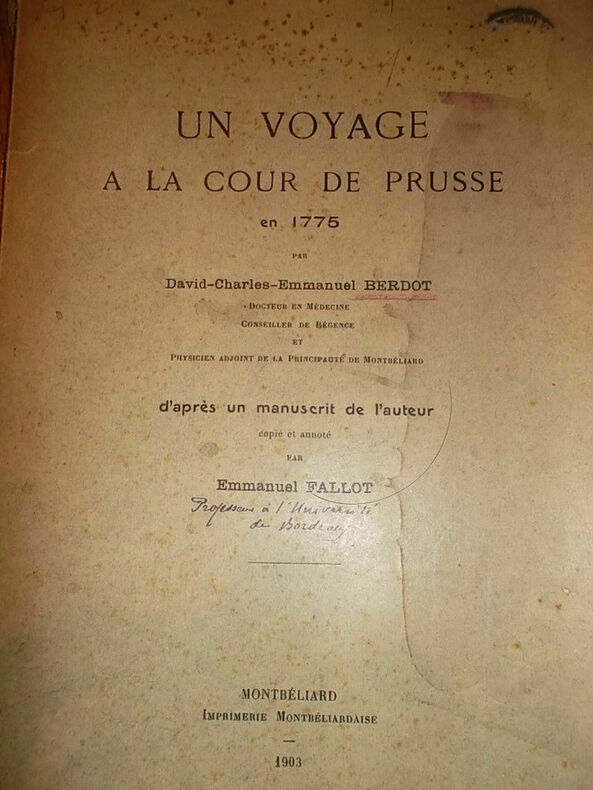 UN VOYAGE
A LA COUR DE PRUSSE
en 1775
PAR
David-Charles-Emmanuel BERDOT
DOCTEUR EN MÉDECINE
CONSEILLER DE RÉGENCE
ET
PHYSICIEN ADJOINT DE LA PRINCIPAUTÉ DE MONTBÉLIARD
d'après un manuscrit de l'auteur
copié et annoté
PAR
Emmanuel FALLOT
Professeur à l'Université
de Bordeaux
MONTBÉLIARD
IMPRIMERIE MONTBÉLIARDAISE
1903